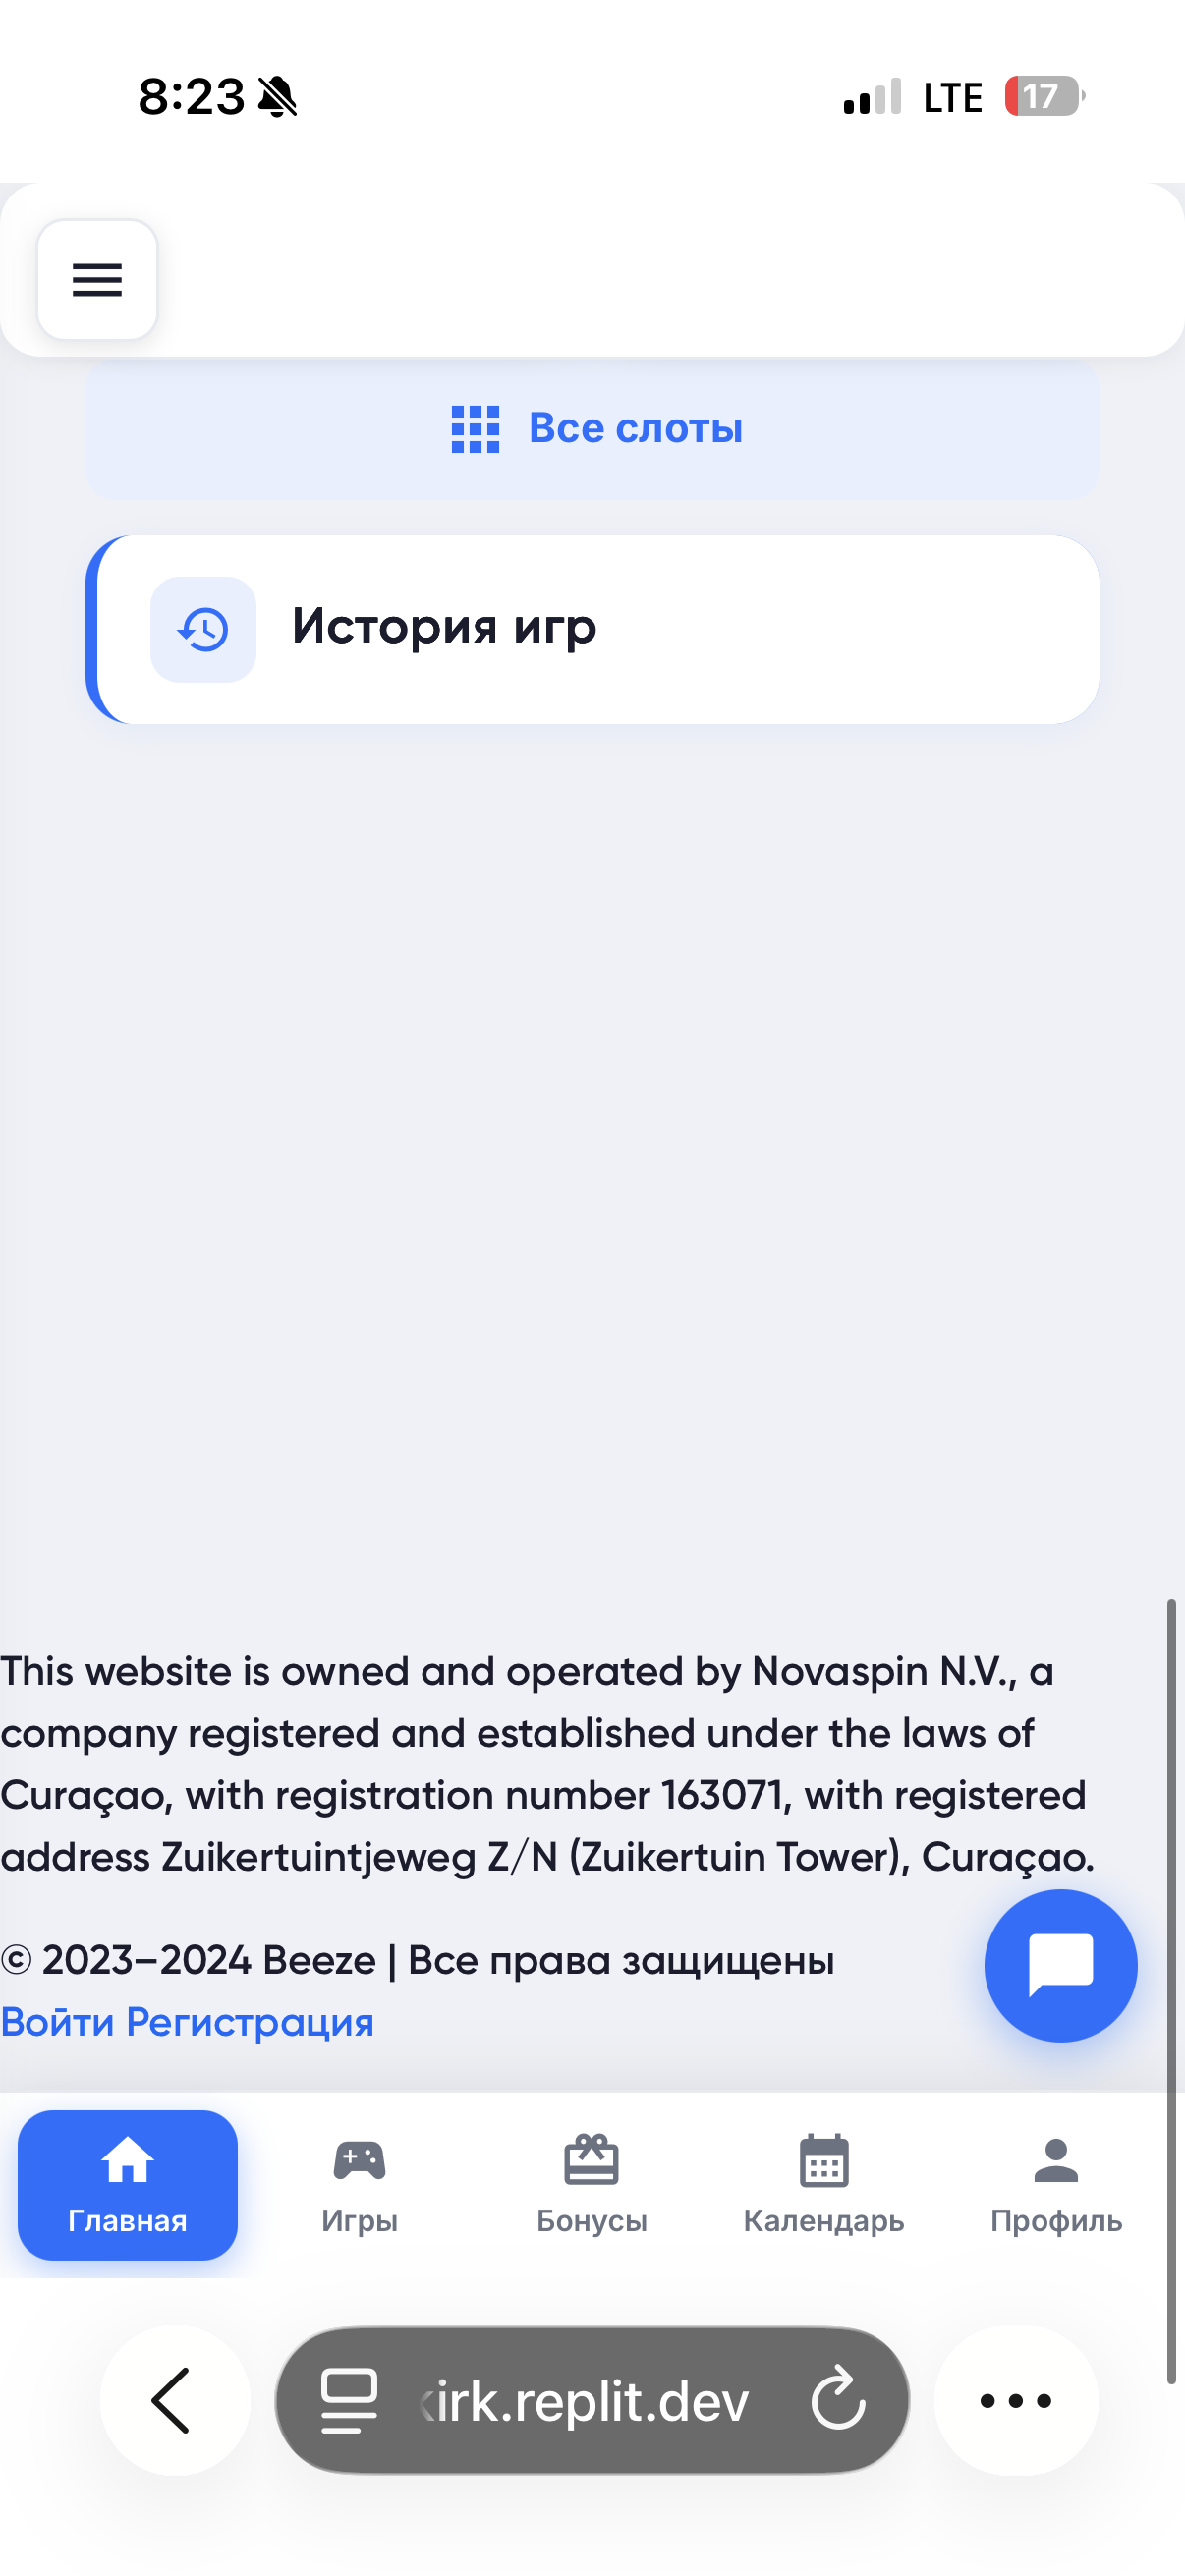 8:23
LTE
17
Все слоты
История игр
This website is owned and operated by Novaspin N.V., a
company registered and established under the laws of
Curaçao, with registration number 163071, with registered
address Zuikertuintjeweg Z/N (Zuikertuin Tower), Curaçao.
© 2023–2024 Beeze | Все права защищены
Войти Регистрация
Главная
Игры
Бонусы
Календарь
Профиль
kirk.replit.dev